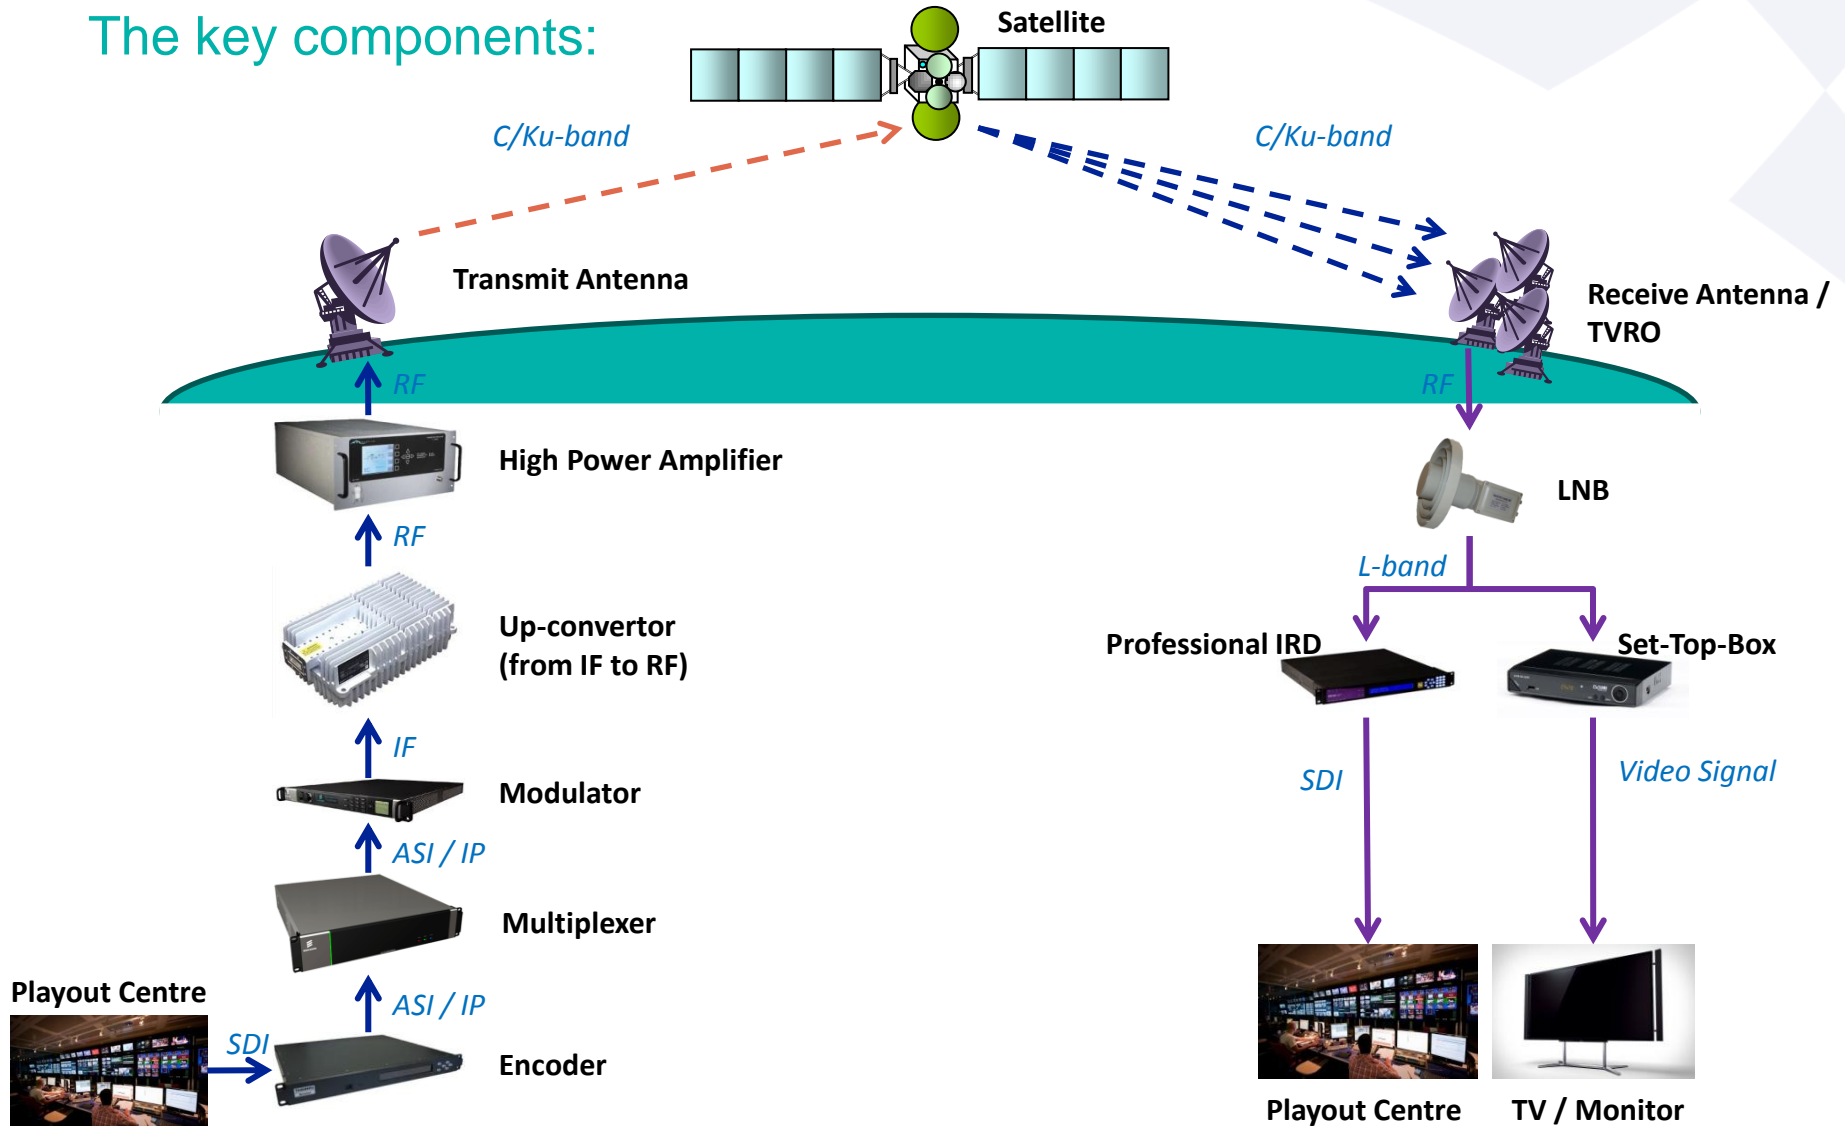 The key components:
Satellite
C/Ku-band
C/Ku-band
Transmit Antenna
Receive Antenna /
TVRO
RF
RF
High Power Amplifier
LNB
RF
L-band
Up-convertor
(from IF to RF)
Professional IRD
Set-Top-Box
IF
SDI
Video Signal
Modulator
ASI / IP
Multiplexer
Playout Centre
ASI / IP
SDI
Encoder
Playout Centre
TV / Monitor